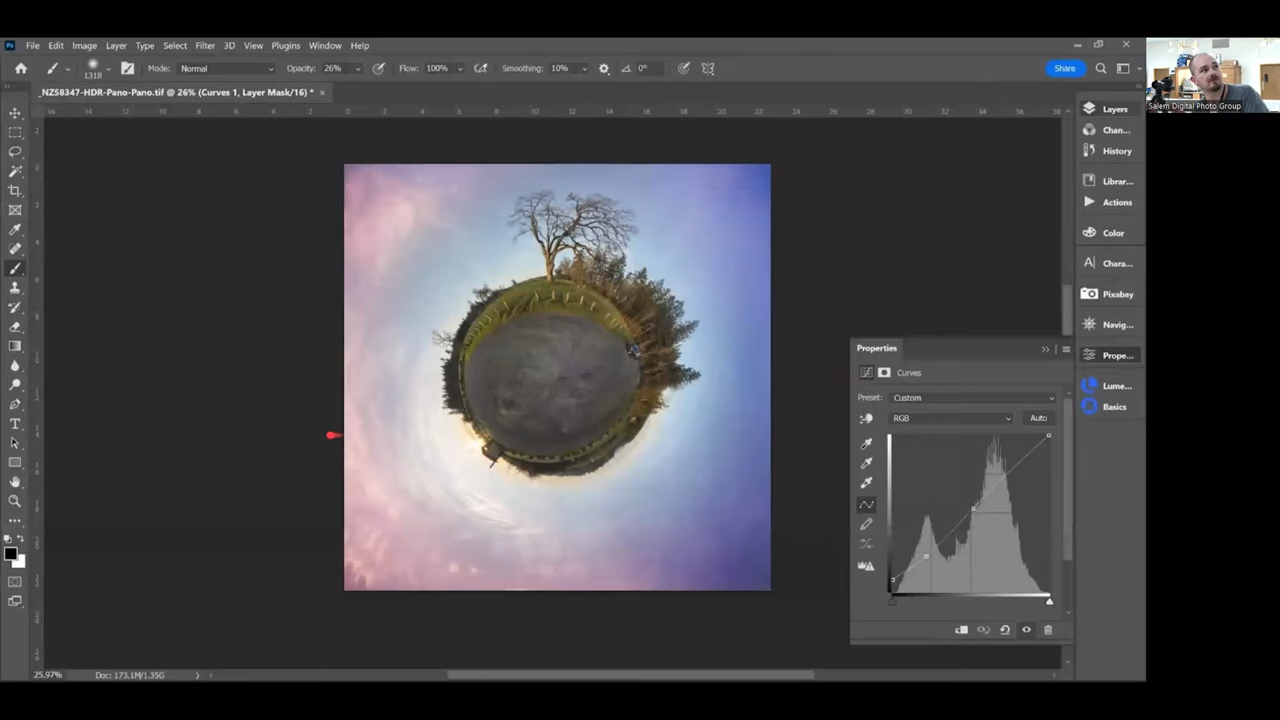 Ps File Edit Image Layer Type Select Filter 3D View Plugins Window Help
1318 Mode: Normal Opacity: 26% Flow: 100% Smoothing: 10% 0° Share
_NZ58347-HDR-Pano-Pano.tif @ 26% (Curves 1, Layer Mask/16) * ×
Salem Digital Photo Group
Layers
Chan...
History
Librar...
Actions
Color
Chara...
Pixabay
Navig...
Prope...
Lume...
Basics
Properties
Curves
Preset: Custom
RGB Auto
25.97% Doc: 173.1M/1.35G